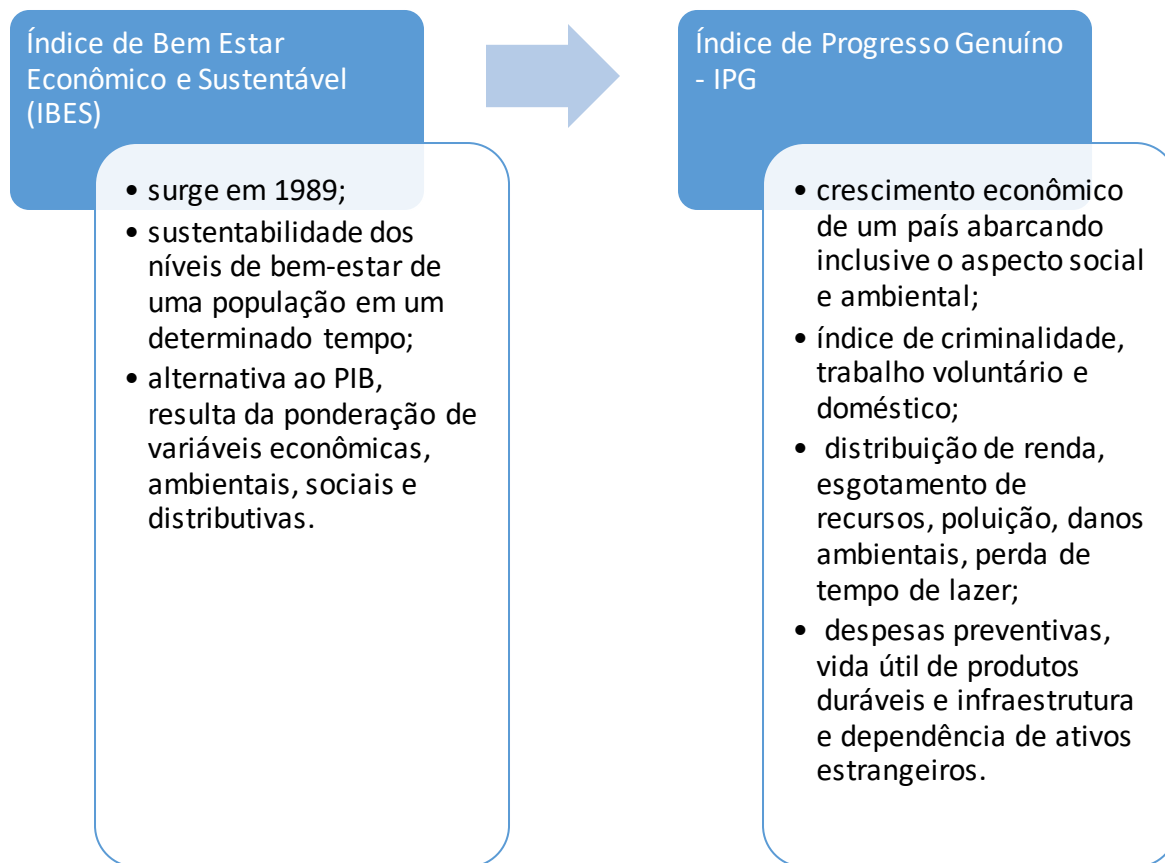 Índice de Bem Estar
Econômico e Sustentável
(IBES)
• surge em 1989;
• sustentabilidade dos
níveis de bem-estar de
uma população em um
determinado tempo;
• alternativa ao PIB,
resulta da ponderação de
variáveis econômicas,
ambientais, sociais e
distributivas.
Índice de Progresso Genuíno
- IPG
• crescimento econômico
de um país abarcando
inclusive o aspecto social
e ambiental;
• índice de criminalidade,
trabalho voluntário e
doméstico;
• distribuição de renda,
esgotamento de
recursos, poluição, danos
ambientais, perda de
tempo de lazer;
• despesas preventivas,
vida útil de produtos
duráveis e infraestrutura
e dependência de ativos
estrangeiros.